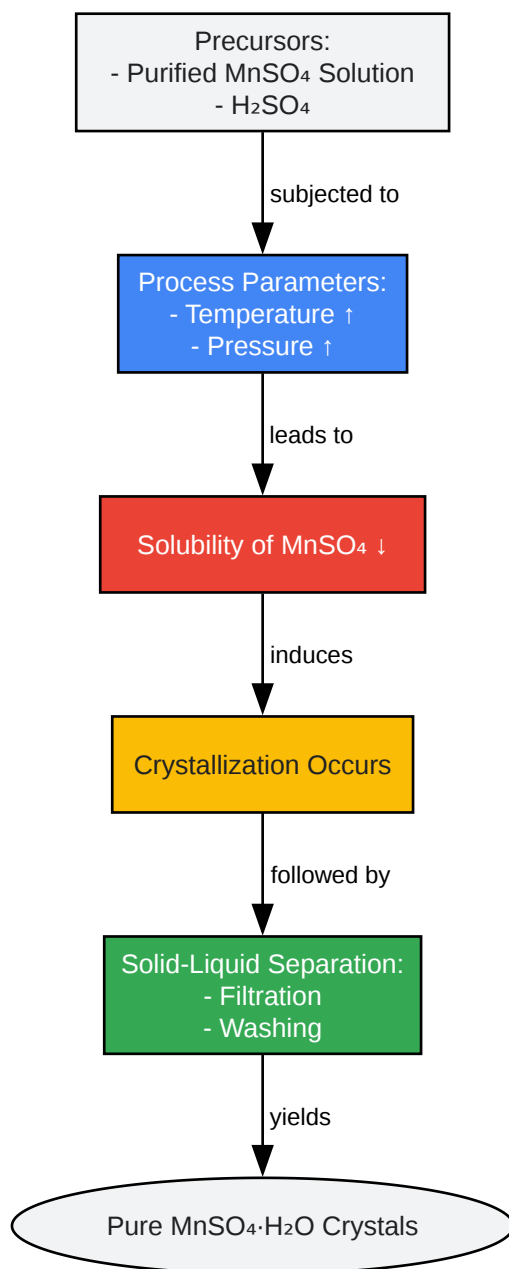 Precursors:
- Purified MnSO₄ Solution
- H₂SO₄
subjected to
Process Parameters:
- Temperature ↑
- Pressure ↑
leads to
Solubility of MnSO₄ ↓
induces
Crystallization Occurs
followed by
Solid-Liquid Separation:
- Filtration
- Washing
yields
Pure MnSO₄·H₂O Crystals